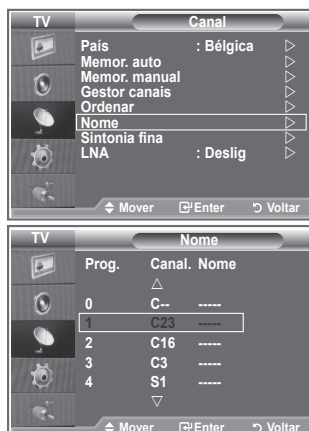 TV Canal
País : Bélgica
Memor. auto
Memor. manual
Gestor canais
Ordenar
Nome
Sintonia fina
LNA : Deslig
Mover Enter Voltar
TV Nome
Prog. Canal. Nome
0 C-- -----
1 C23 -----
2 C16 -----
3 C3 -----
4 S1 -----
Mover Enter Voltar